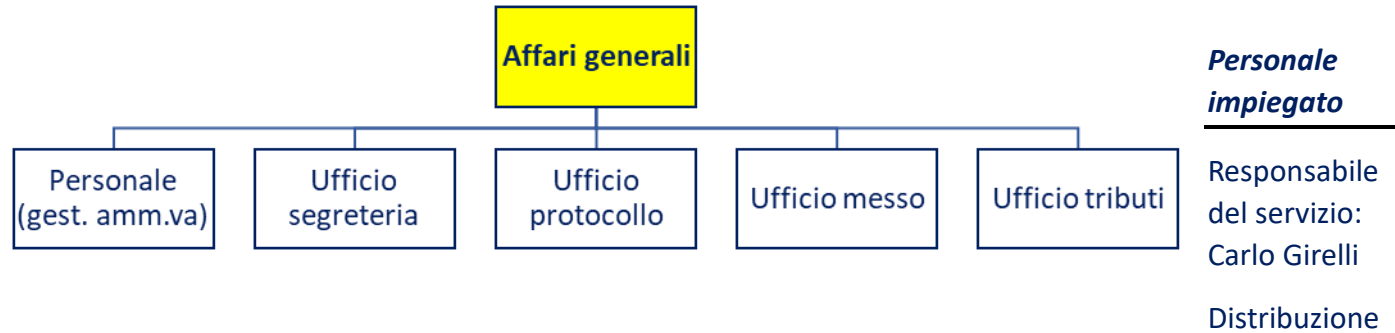 Affari generali
Personale
(gest. amm.va)
Ufficio
segreteria
Ufficio
protocollo
Ufficio messo
Ufficio tributi
Personale
impiegato
Responsabile
del servizio:
Carlo Girelli
Distribuzione